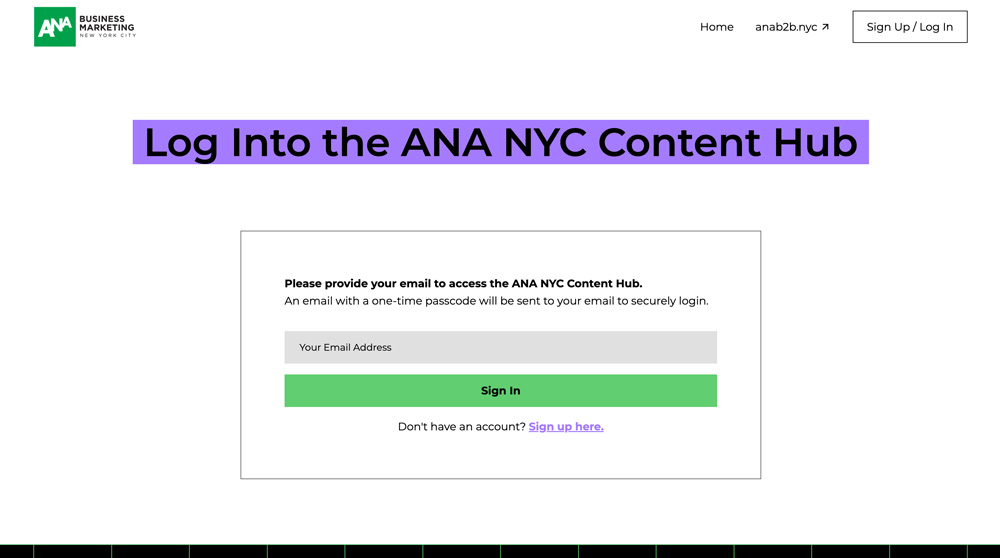 ANA
BUSINESS
MARKETING
NEW YORK CITY
Home
anab2b.nyc ↗
Sign Up / Log In
Log Into the ANA NYC Content Hub
Please provide your email to access the ANA NYC Content Hub.
An email with a one-time passcode will be sent to your email to securely login.
Your Email Address
Sign In
Don't have an account? Sign up here.